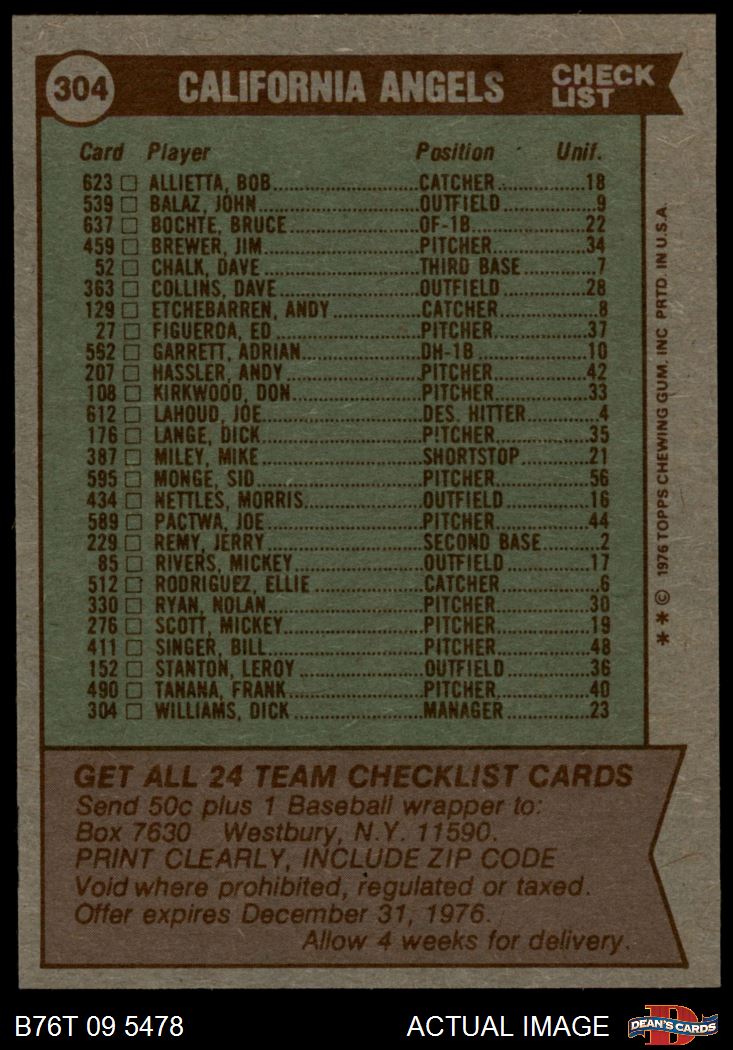 304 CALIFORNIA ANGELS CHECK LIST
Card Player Position Unif.
623 □ ALLIETTA, BOB CATCHER 18
539 □ BALAZ, JOHN OUTFIELD 9
637 □ BOCHTE, BRUCE OF-1B 22
459 □ BREWER, JIM PITCHER 34
52 □ CHALK, DAVE THIRD BASE 7
363 □ COLLINS, DAVE OUTFIELD 28
129 □ ETCHEBARREN, ANDY CATCHER 8
27 □ FIGUEROA, ED PITCHER 37
552 □ GARRETT, ADRIAN DH-1B 10
207 □ HASSLER, ANDY PITCHER 42
108 □ KIRKWOOD, DON PITCHER 33
612 □ LAHOUD, JOE DES. HITTER 4
176 □ LANGE, DICK PITCHER 35
387 □ MILEY, MIKE SHORTSTOP 21
595 □ MONGE, SID PITCHER 56
434 □ NETTLES, MORRIS OUTFIELD 16
589 □ PACTWA, JOE PITCHER 44
229 □ REMY, JERRY SECOND BASE 2
85 □ RIVERS, MICKEY OUTFIELD 17
512 □ RODRIGUEZ, ELLIE CATCHER 6
330 □ RYAN, NOLAN PITCHER 30
276 □ SCOTT, MICKEY PITCHER 19
411 □ SINGER, BILL PITCHER 48
152 □ STANTON, LEROY OUTFIELD 36
490 □ TANANA, FRANK PITCHER 40
304 □ WILLIAMS, DICK MANAGER 23
* * © 1976 TOPPS CHEWING GUM, INC PRTD. IN U.S.A.
GET ALL 24 TEAM CHECKLIST CARDS
Send 50c plus 1 Baseball wrapper to:
Box 7630 Westbury, N.Y. 11590.
PRINT CLEARLY, INCLUDE ZIP CODE
Void where prohibited, regulated or taxed.
Offer expires December 31, 1976.
Allow 4 weeks for delivery.
B76T 09 5478 ACTUAL IMAGE DEAN'S CARDS